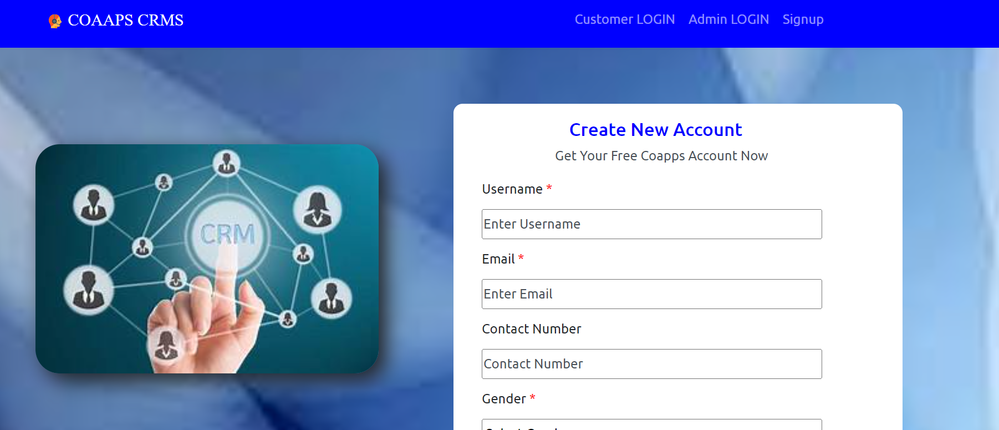 COAAPS CRMS
Customer LOGIN Admin LOGIN Signup
CRM
Create New Account
Get Your Free Coapps Account Now
Username *
Enter Username
Email *
Enter Email
Contact Number
Contact Number
Gender *